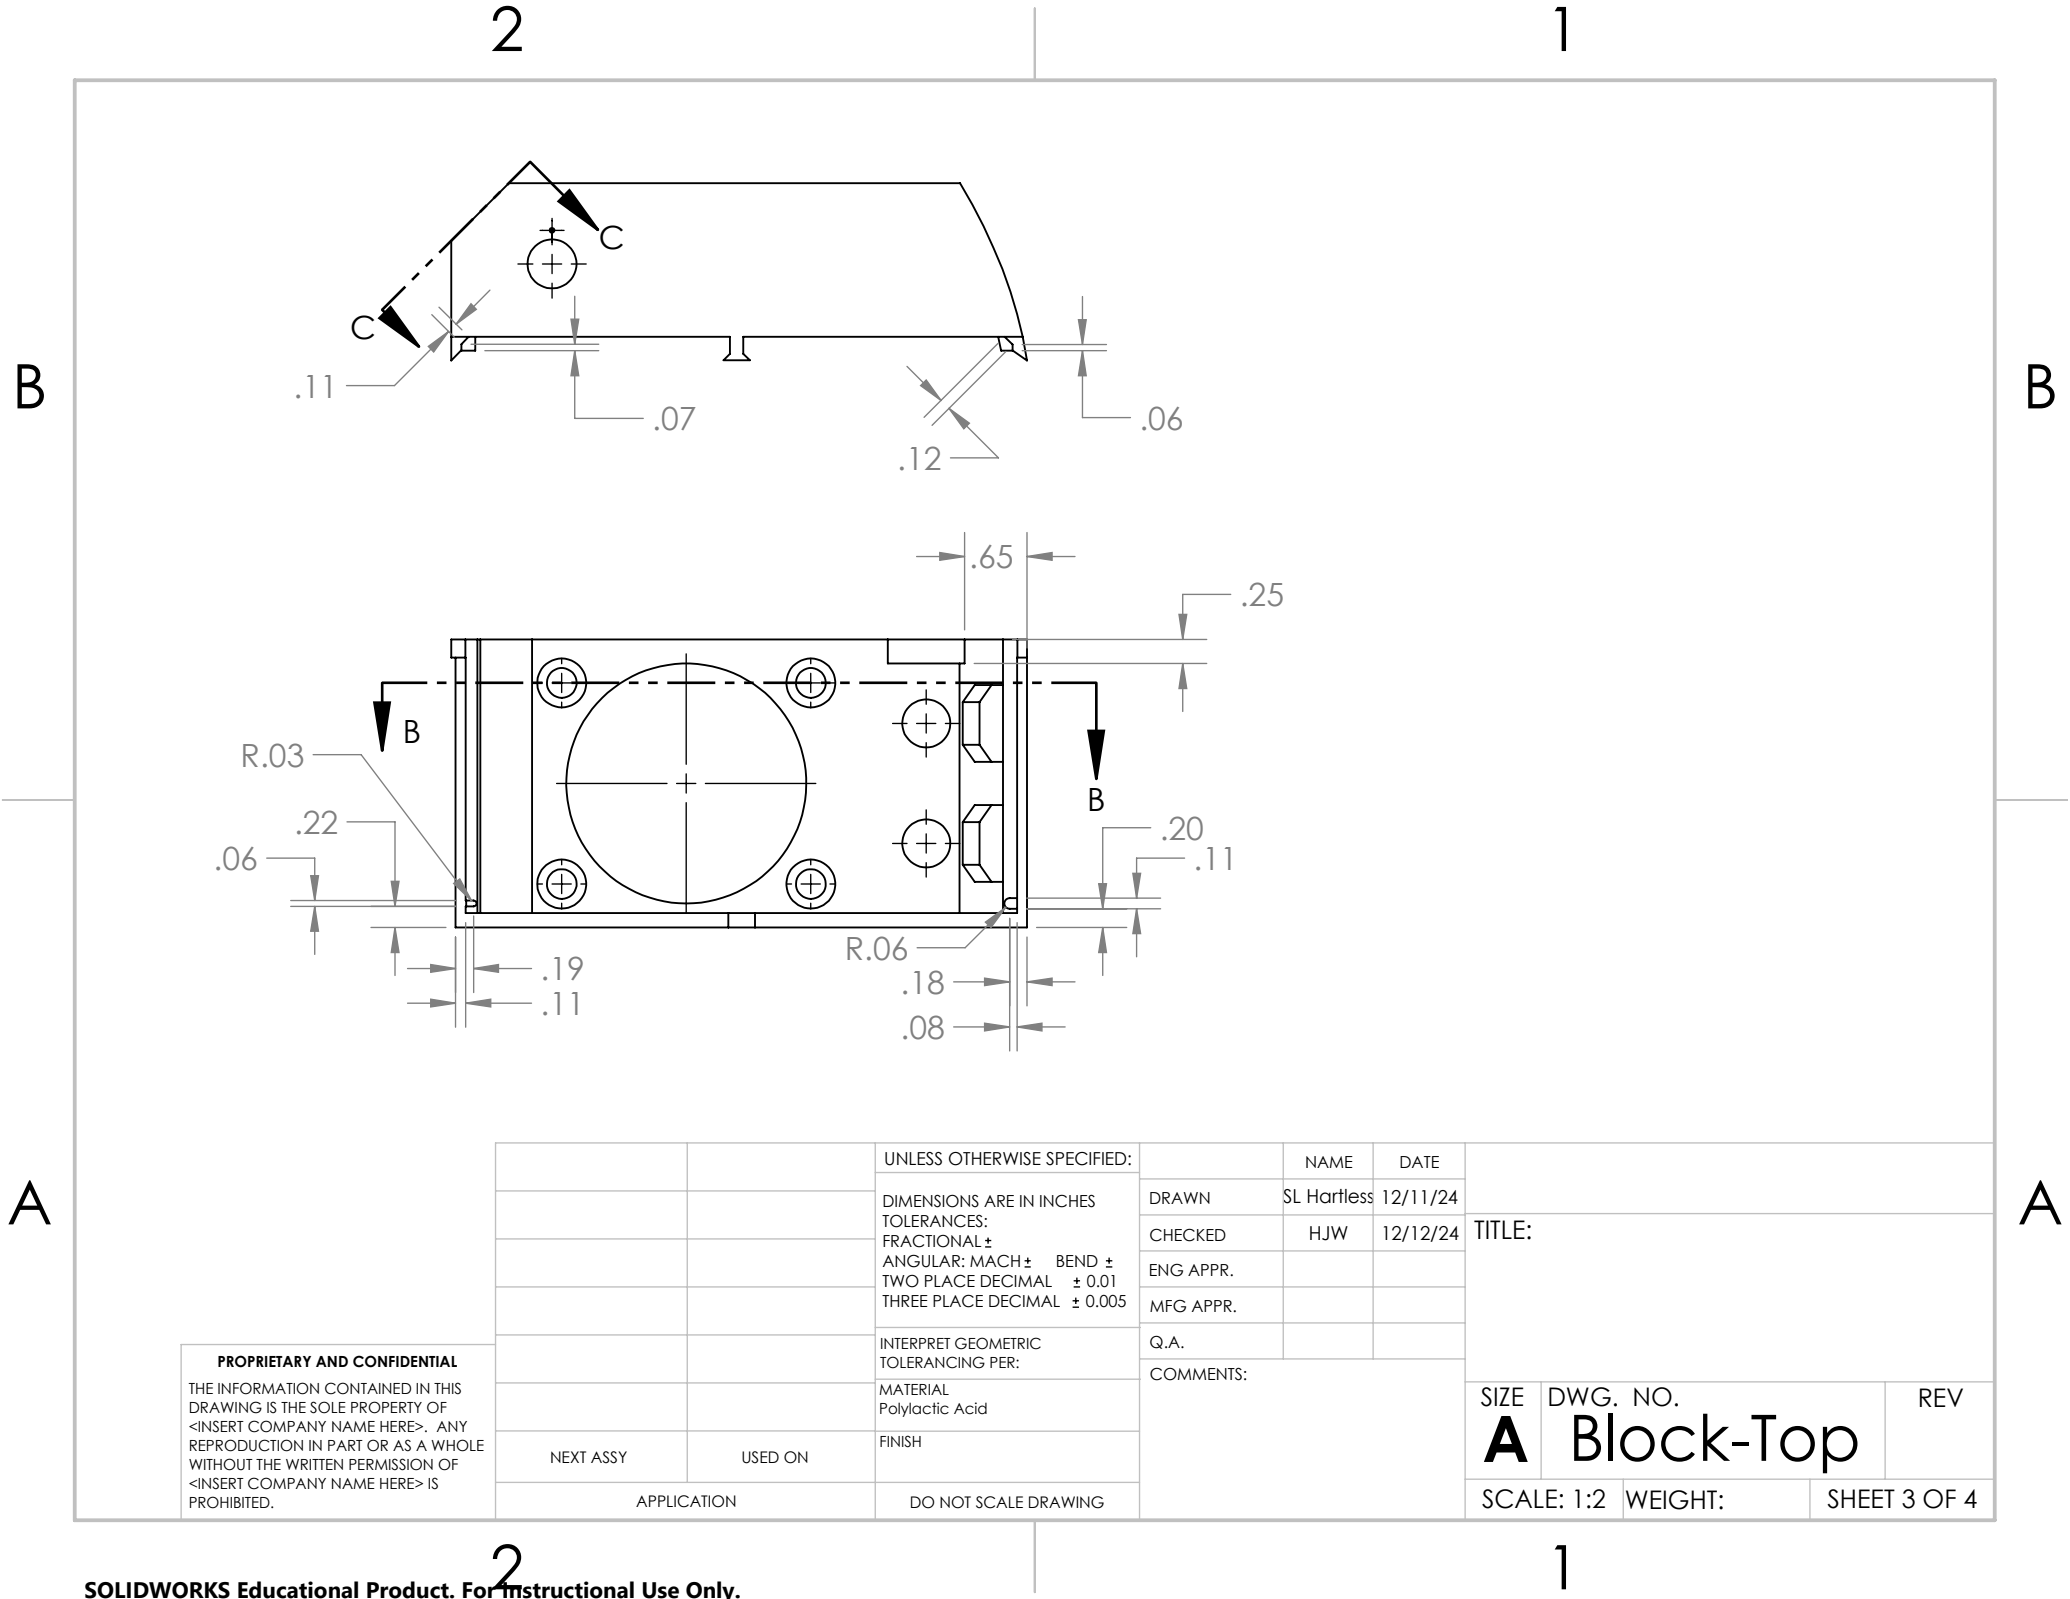 2 1
B B
C
C
.11
.07
.06
.12
.65
.25
B
R.03
B
.22
.20
.06
.11
R.06
.19
.18
.11
.08
A A
UNLESS OTHERWISE SPECIFIED:
DIMENSIONS ARE IN INCHES
TOLERANCES:
FRACTIONAL ±
ANGULAR: MACH ± BEND ±
TWO PLACE DECIMAL ± 0.01
THREE PLACE DECIMAL ± 0.005
INTERPRET GEOMETRIC
TOLERANCING PER:
MATERIAL
Polylactic Acid
FINISH
DO NOT SCALE DRAWING
NAME DATE
DRAWN SL Hartless 12/11/24
CHECKED HJW 12/12/24
ENG APPR.
MFG APPR.
Q.A.
COMMENTS:
TITLE:
SIZE DWG. NO. REV
A Block-Top
SCALE: 1:2 WEIGHT: SHEET 3 OF 4
PROPRIETARY AND CONFIDENTIAL
THE INFORMATION CONTAINED IN THIS
DRAWING IS THE SOLE PROPERTY OF
<INSERT COMPANY NAME HERE>. ANY
REPRODUCTION IN PART OR AS A WHOLE
WITHOUT THE WRITTEN PERMISSION OF
<INSERT COMPANY NAME HERE> IS
PROHIBITED.
NEXT ASSY USED ON
APPLICATION
2 1
SOLIDWORKS Educational Product. For Instructional Use Only.